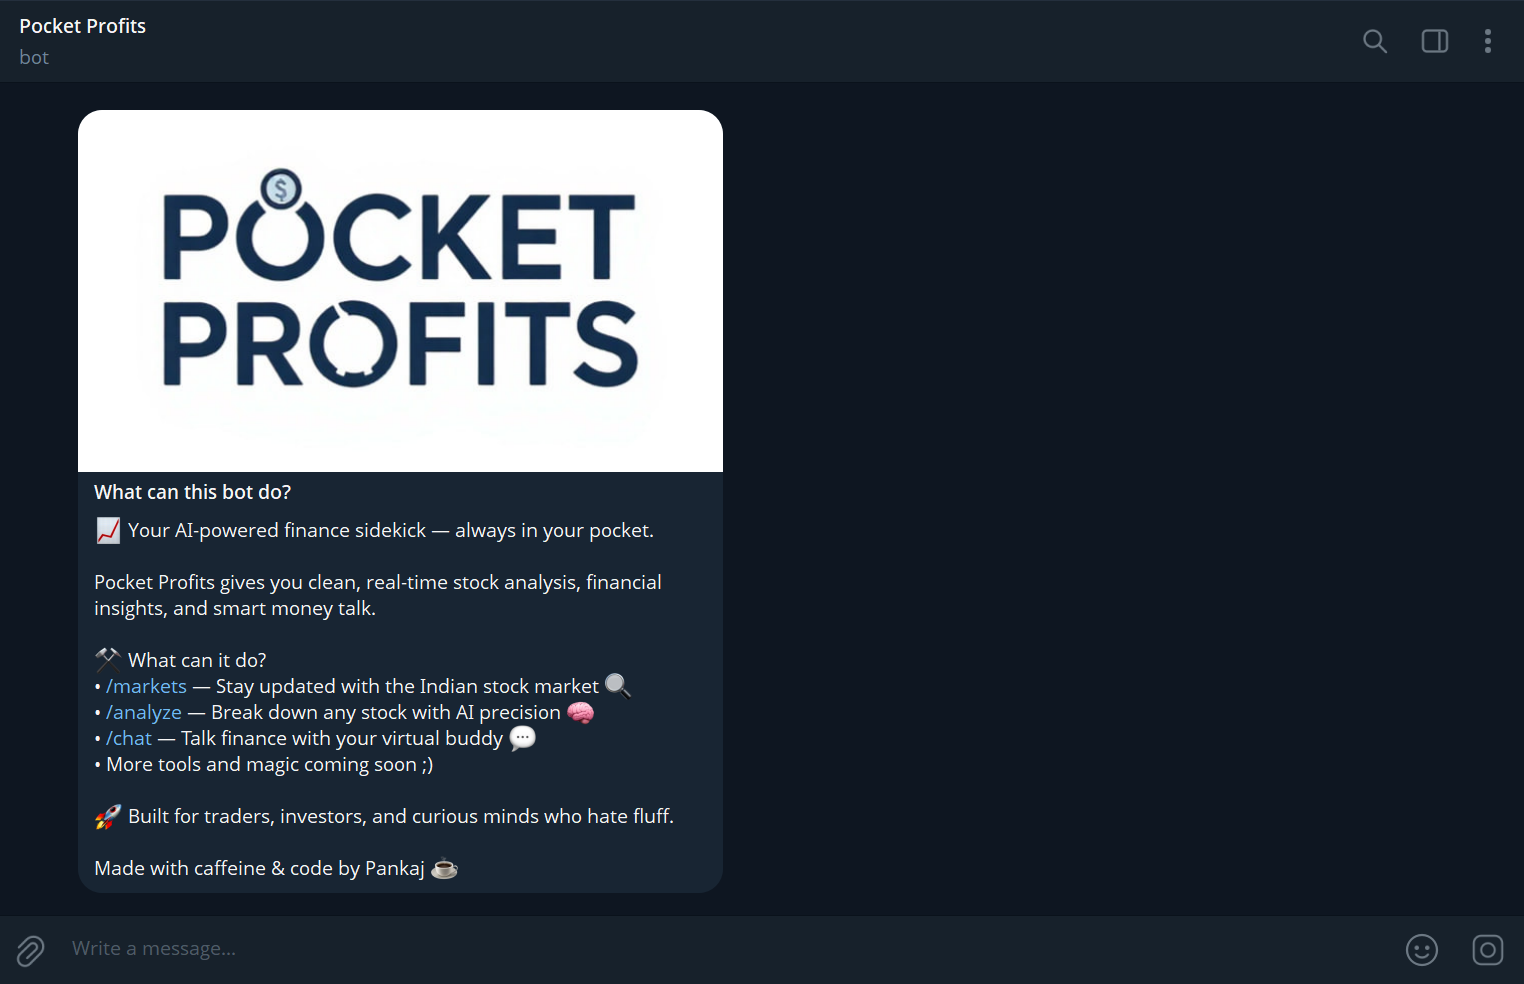 Pocket Profits
bot
$
POCKET
PROFITS
What can this bot do?
📈 Your AI-powered finance sidekick — always in your pocket.
Pocket Profits gives you clean, real-time stock analysis, financial
insights, and smart money talk.
⚒️ What can it do?
• /markets — Stay updated with the Indian stock market 🔍
• /analyze — Break down any stock with AI precision 🧠
• /chat — Talk finance with your virtual buddy 💬
• More tools and magic coming soon ;)
🚀 Built for traders, investors, and curious minds who hate fluff.
Made with caffeine & code by Pankaj ☕
Write a message...